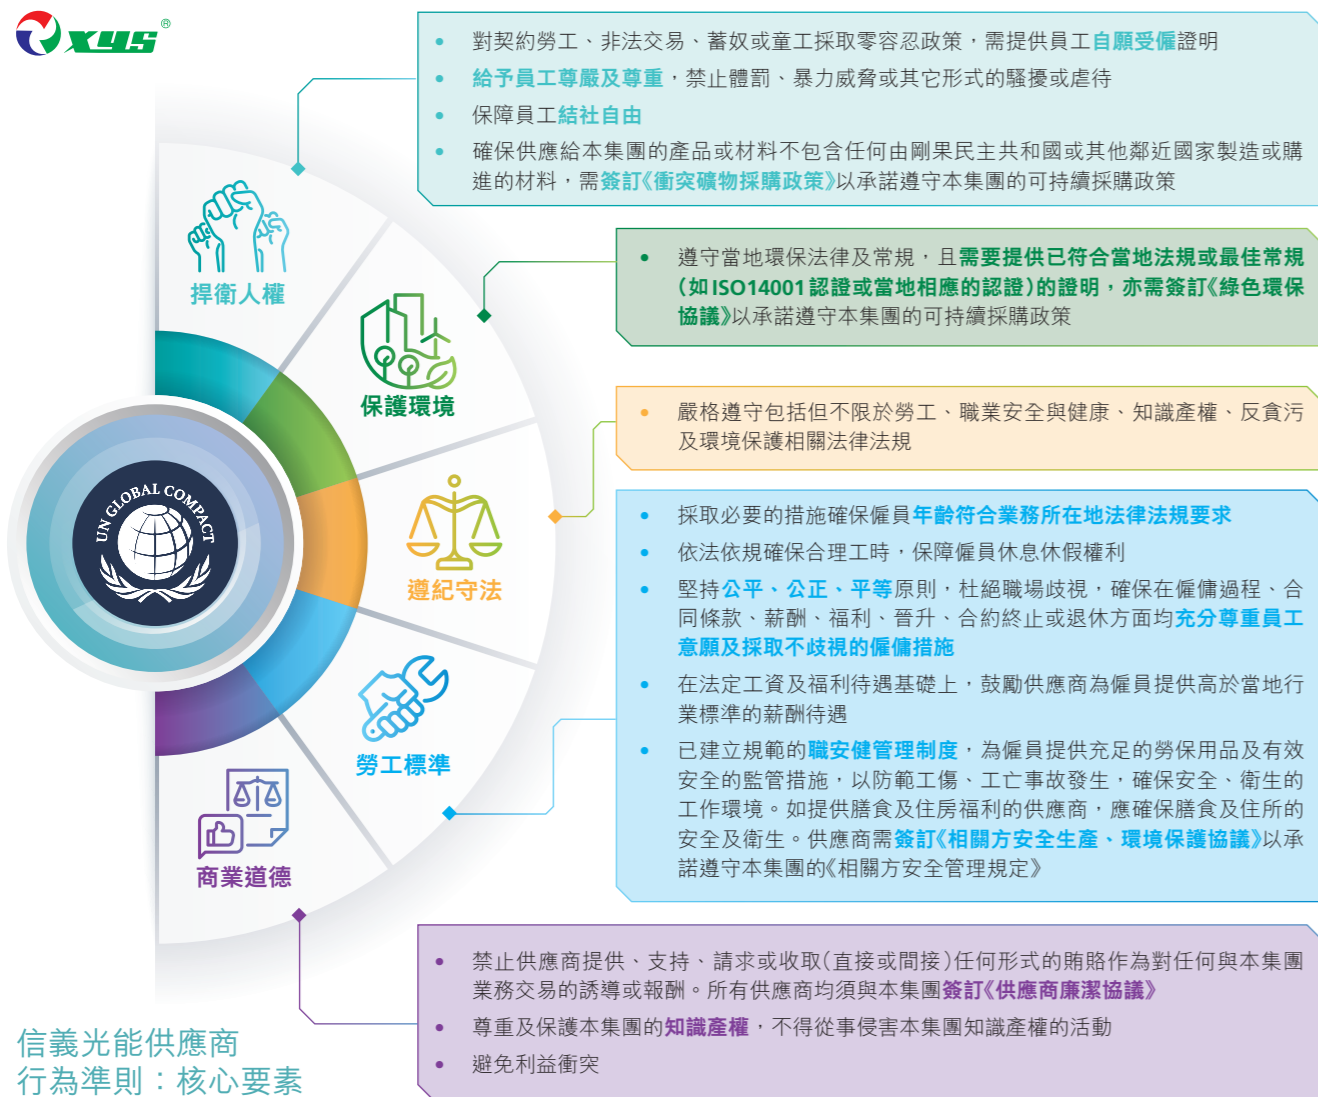 xys®
對契約勞工、非法交易、蓄奴或童工採取零容忍政策，需提供員工自願受僱證明
給予員工尊嚴及尊重，禁止體罰、暴力威脅或其它形式的騷擾或虐待
保障員工結社自由
確保供應給本集團的產品或材料不包含任何由剛果民主共和國或其他鄰近國家製造或購
進的材料，需簽訂《衝突礦物採購政策》以承諾遵守本集團的可持續採購政策
捍衛人權
遵守當地環保法律及常規，且需要提供已符合當地法規或最佳常規
（如ISO14001認證或當地相應的認證）的證明，亦需簽訂《綠色環保
協議》以承諾遵守本集團的可持續採購政策
保護環境
嚴格遵守包括但不限於勞工、職業安全與健康、知識產權、反貪污
及環境保護相關法律法規
遵紀守法
UN GLOBAL COMPACT
採取必要的措施確保僱員年齡符合業務所在地法律法規要求
依法依規確保合理工時，保障僱員休息休假權利
堅持公平、公正、平等原則，杜絕職場歧視，確保在僱傭過程、合
同條款、薪酬、福利、晉升、合約終止或退休方面均充分尊重員工
意願及採取不歧視的僱傭措施
在法定工資及福利待遇基礎上，鼓勵供應商為僱員提供高於當地行
業標準的薪酬待遇
已建立規範的職安健管理制度，為僱員提供充足的勞保用品及有效
安全的監管措施，以防範工傷、工亡事故發生，確保安全、衛生的
工作環境。如提供膳食及住房福利的供應商，應確保膳食及住所的
安全及衛生。供應商需簽訂《相關方安全生產、環境保護協議》以承
諾遵守本集團的《相關方安全管理規定》
勞工標準
商業道德
禁止供應商提供、支持、請求或收取（直接或間接）任何形式的賄賂作為對任何與本集團
業務交易的誘導或報酬。所有供應商均須與本集團簽訂《供應商廉潔協議》
尊重及保護本集團的知識產權，不得從事侵害本集團知識產權的活動
避免利益衝突
信義光能供應商
行為準則：核心要素